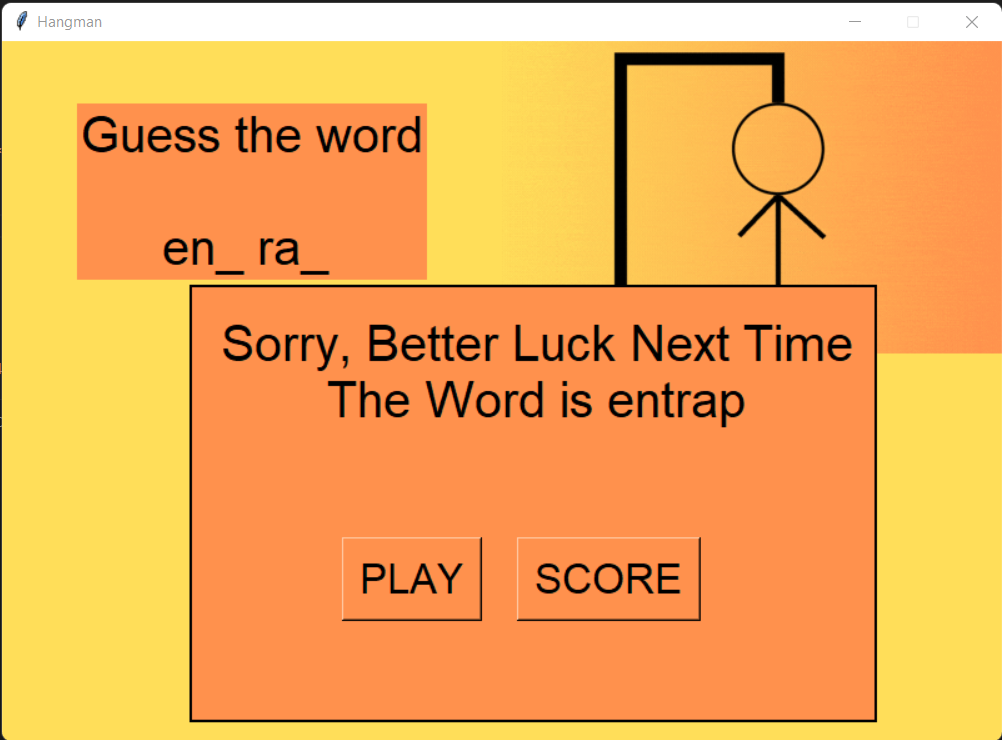 Hangman
Guess the word
en_ ra_
Sorry, Better Luck Next Time
The Word is entrap
PLAY SCORE